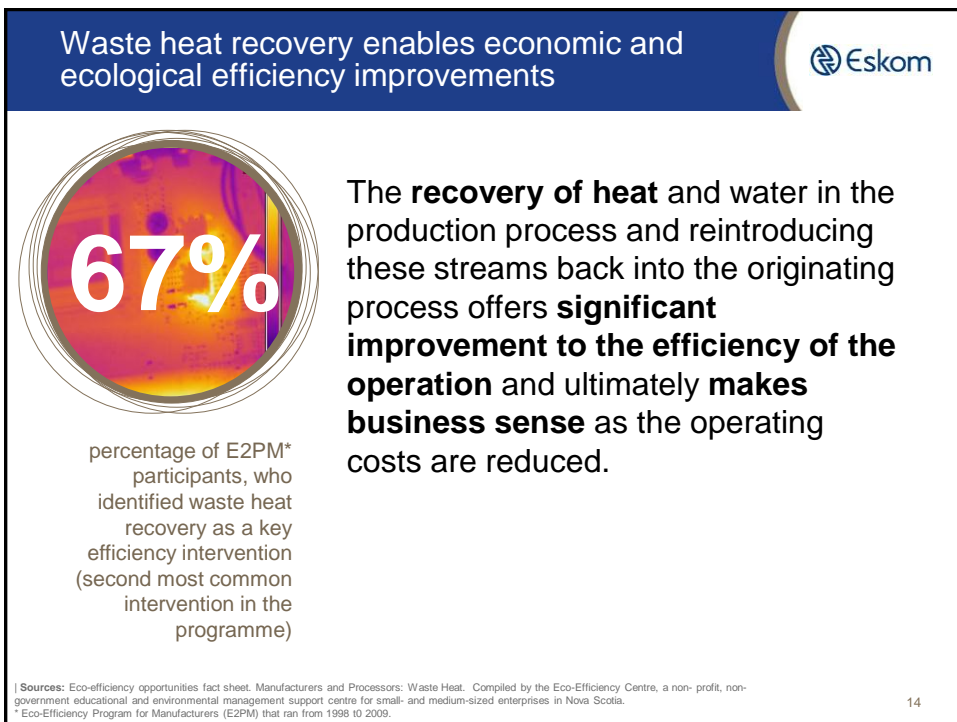 Waste heat recovery enables economic and
ecological efficiency improvements
Eskom
67%
percentage of E2PM*
participants, who
identified waste heat
recovery as a key
efficiency intervention
(second most common
intervention in the
programme)
The recovery of heat and water in the
production process and reintroducing
these streams back into the originating
process offers significant
improvement to the efficiency of the
operation and ultimately makes
business sense as the operating
costs are reduced.
| Sources: Eco-efficiency opportunities fact sheet. Manufacturers and Processors: Waste Heat. Compiled by the Eco-Efficiency Centre, a non- profit, non-
government educational and environmental management support centre for small- and medium-sized enterprises in Nova Scotia.
* Eco-Efficiency Program for Manufacturers (E2PM) that ran from 1998 t0 2009.
14